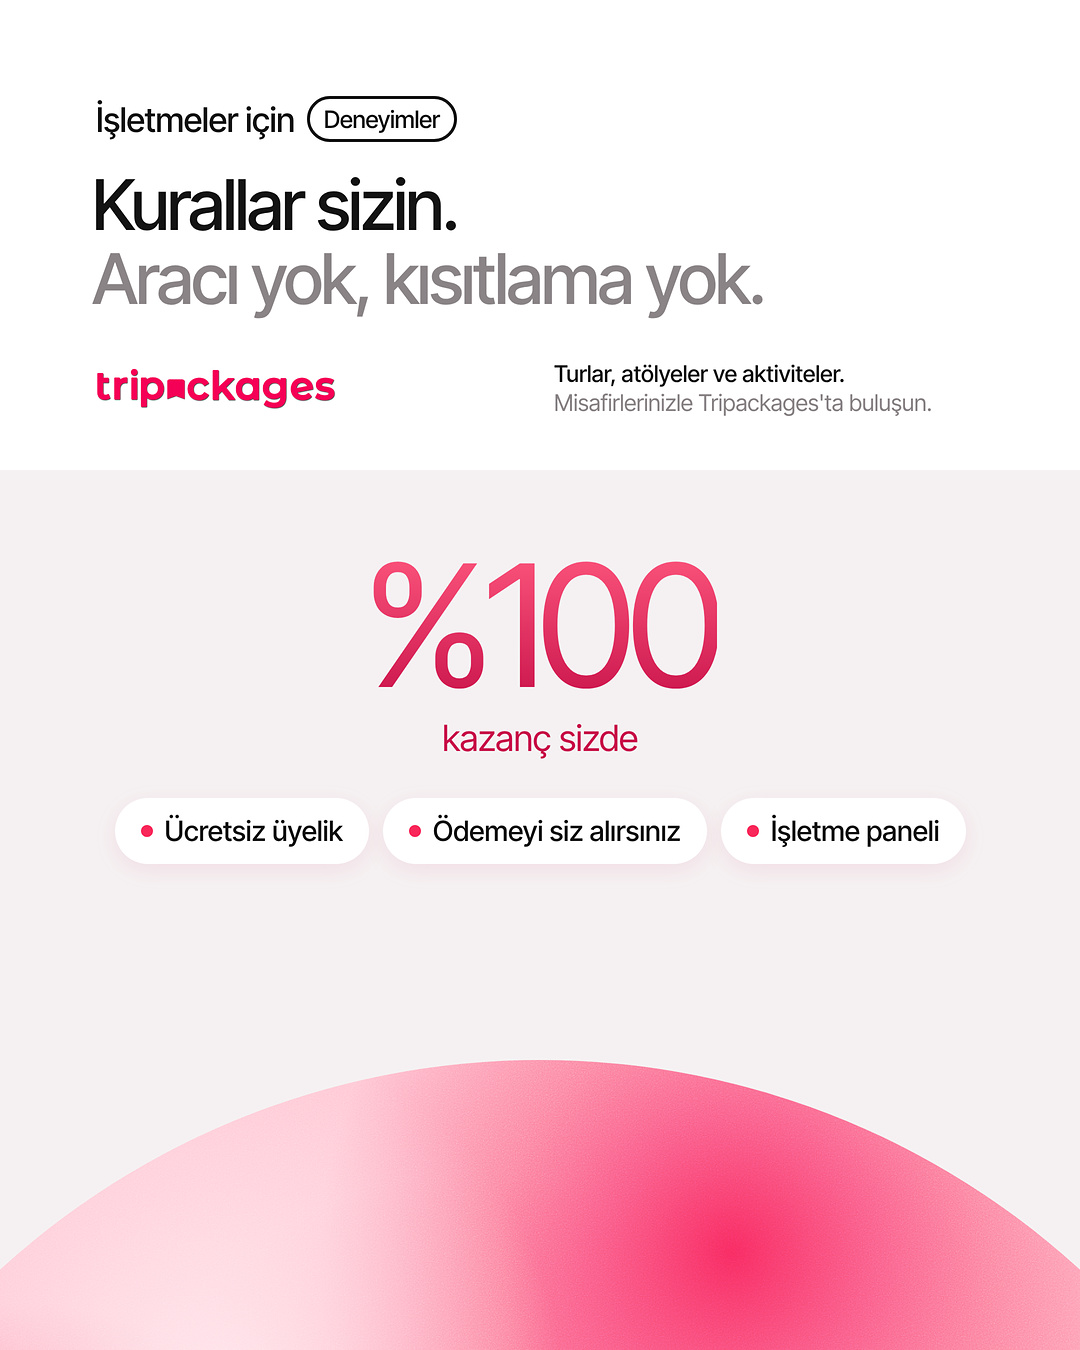 İşletmeler için Deneyimler
Kurallar sizin.
Aracı yok, kısıtlama yok.
tripackages
Turlar, atölyeler ve aktiviteler.
Misafirlerinizle Tripackages'ta buluşun.
%100
kazanç sizde
Ücretsiz üyelik
Ödemeyi siz alırsınız
İşletme paneli